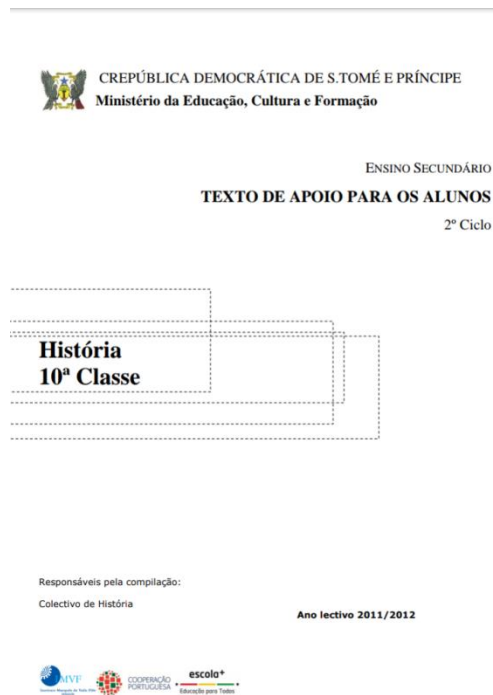 CREPÚBLICA DEMOCRÁTICA DE S.TOMÉ E PRÍNCIPE
Ministério da Educação, Cultura e Formação
ENSINO SECUNDÁRIO
TEXTO DE APOIO PARA OS ALUNOS
2º Ciclo
História
10ª Classe
Responsáveis pela compilação:
Colectivo de História
Ano lectivo 2011/2012
MVF
COOPERAÇÃO
PORTUGUESA
escola+
Educação para Todos